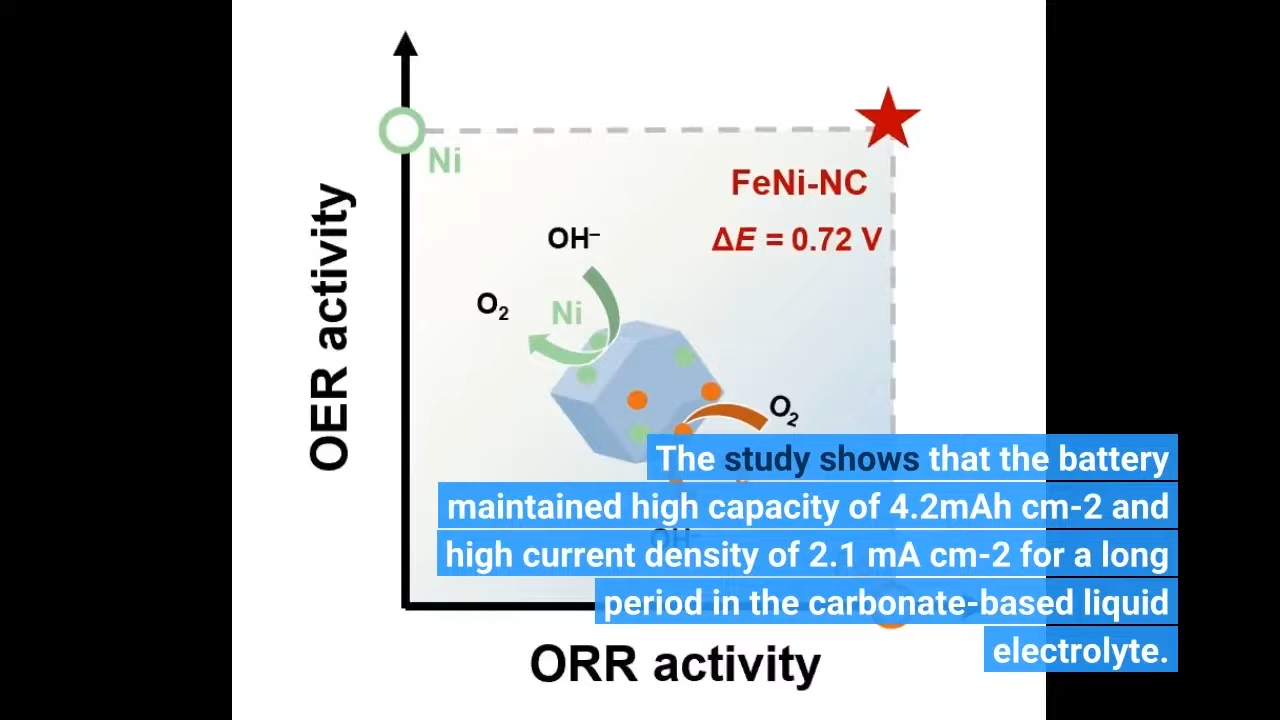 Ni
FeNi-NC
ΔE = 0.72 V
OH⁻
O₂
Ni
O₂
OH⁻
OER activity
ORR activity
The study shows that the battery
maintained high capacity of 4.2mAh cm-2 and
high current density of 2.1 mA cm-2 for a long
period in the carbonate-based liquid
electrolyte.